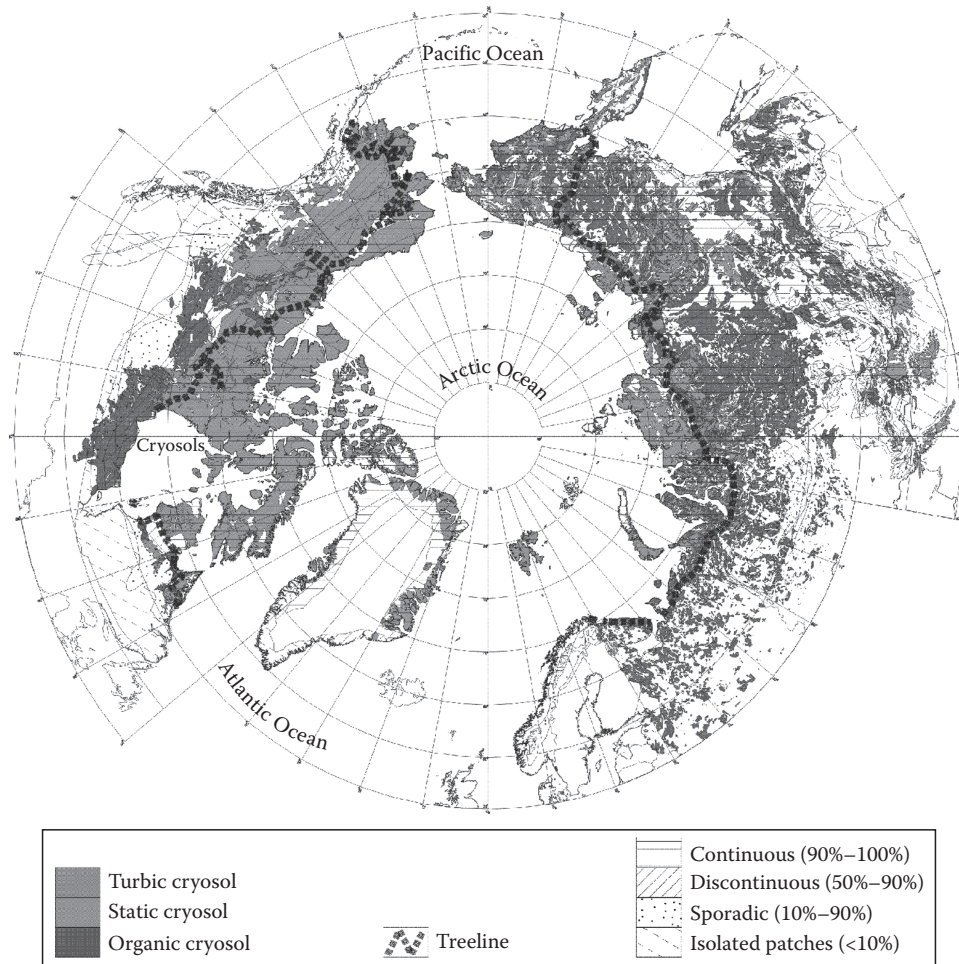 Pacific Ocean
Arctic Ocean
Cryosols
Atlantic Ocean
Turbic cryosol
Static cryosol
Organic cryosol
Treeline
Continuous (90%–100%)
Discontinuous (50%–90%)
Sporadic (10%–90%)
Isolated patches (<10%)